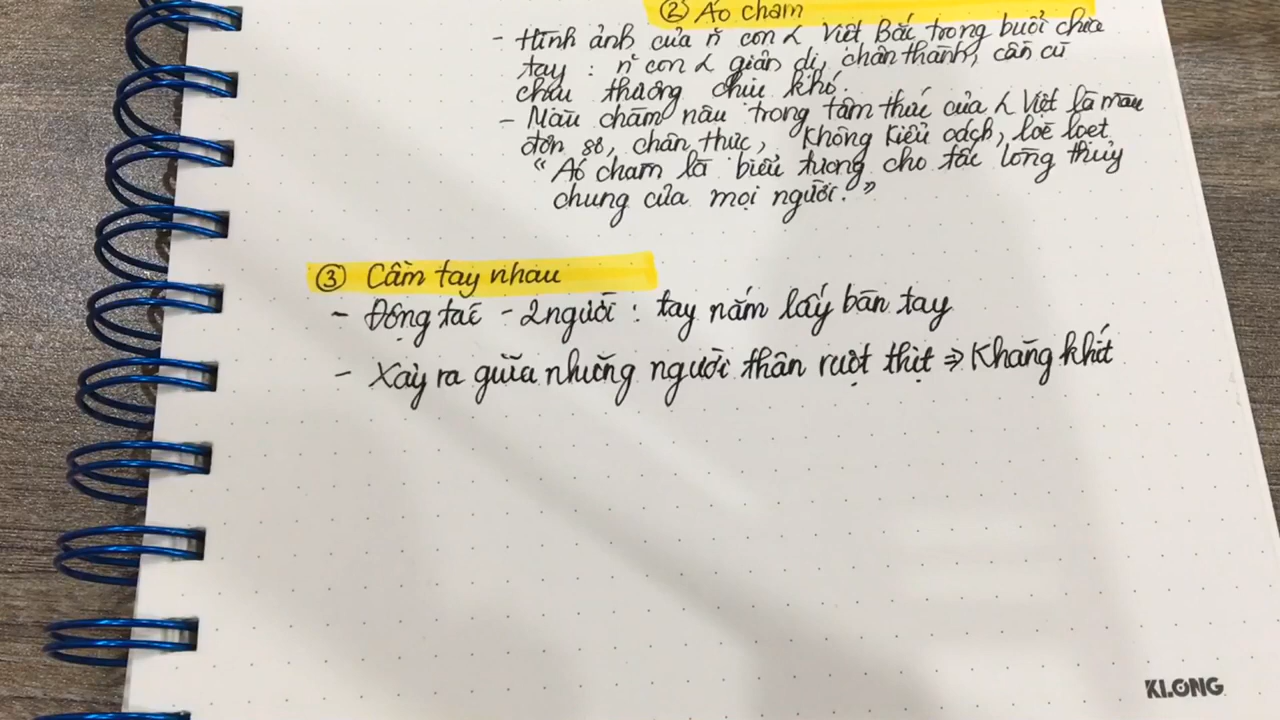 ② Áo chàm
- Hình ảnh của ~n con L Việt Bắc trong buổi chia
tay : ~n con L giản dị, chân thành, cần cù
chịu thương chịu khó.
- Màu chàm nâu trong tâm thức của L Việt là màu
đơn sơ, chân thực, không kiểu cách, loè loẹt
"Áo chàm là biểu tượng cho tấc lòng thủy
chung của mọi người."
③ Cầm tay nhau
- Động tác - 2 người : tay nắm lấy bàn tay
- Xảy ra giữa những người thân ruột thịt => Khăng khít
KLONG